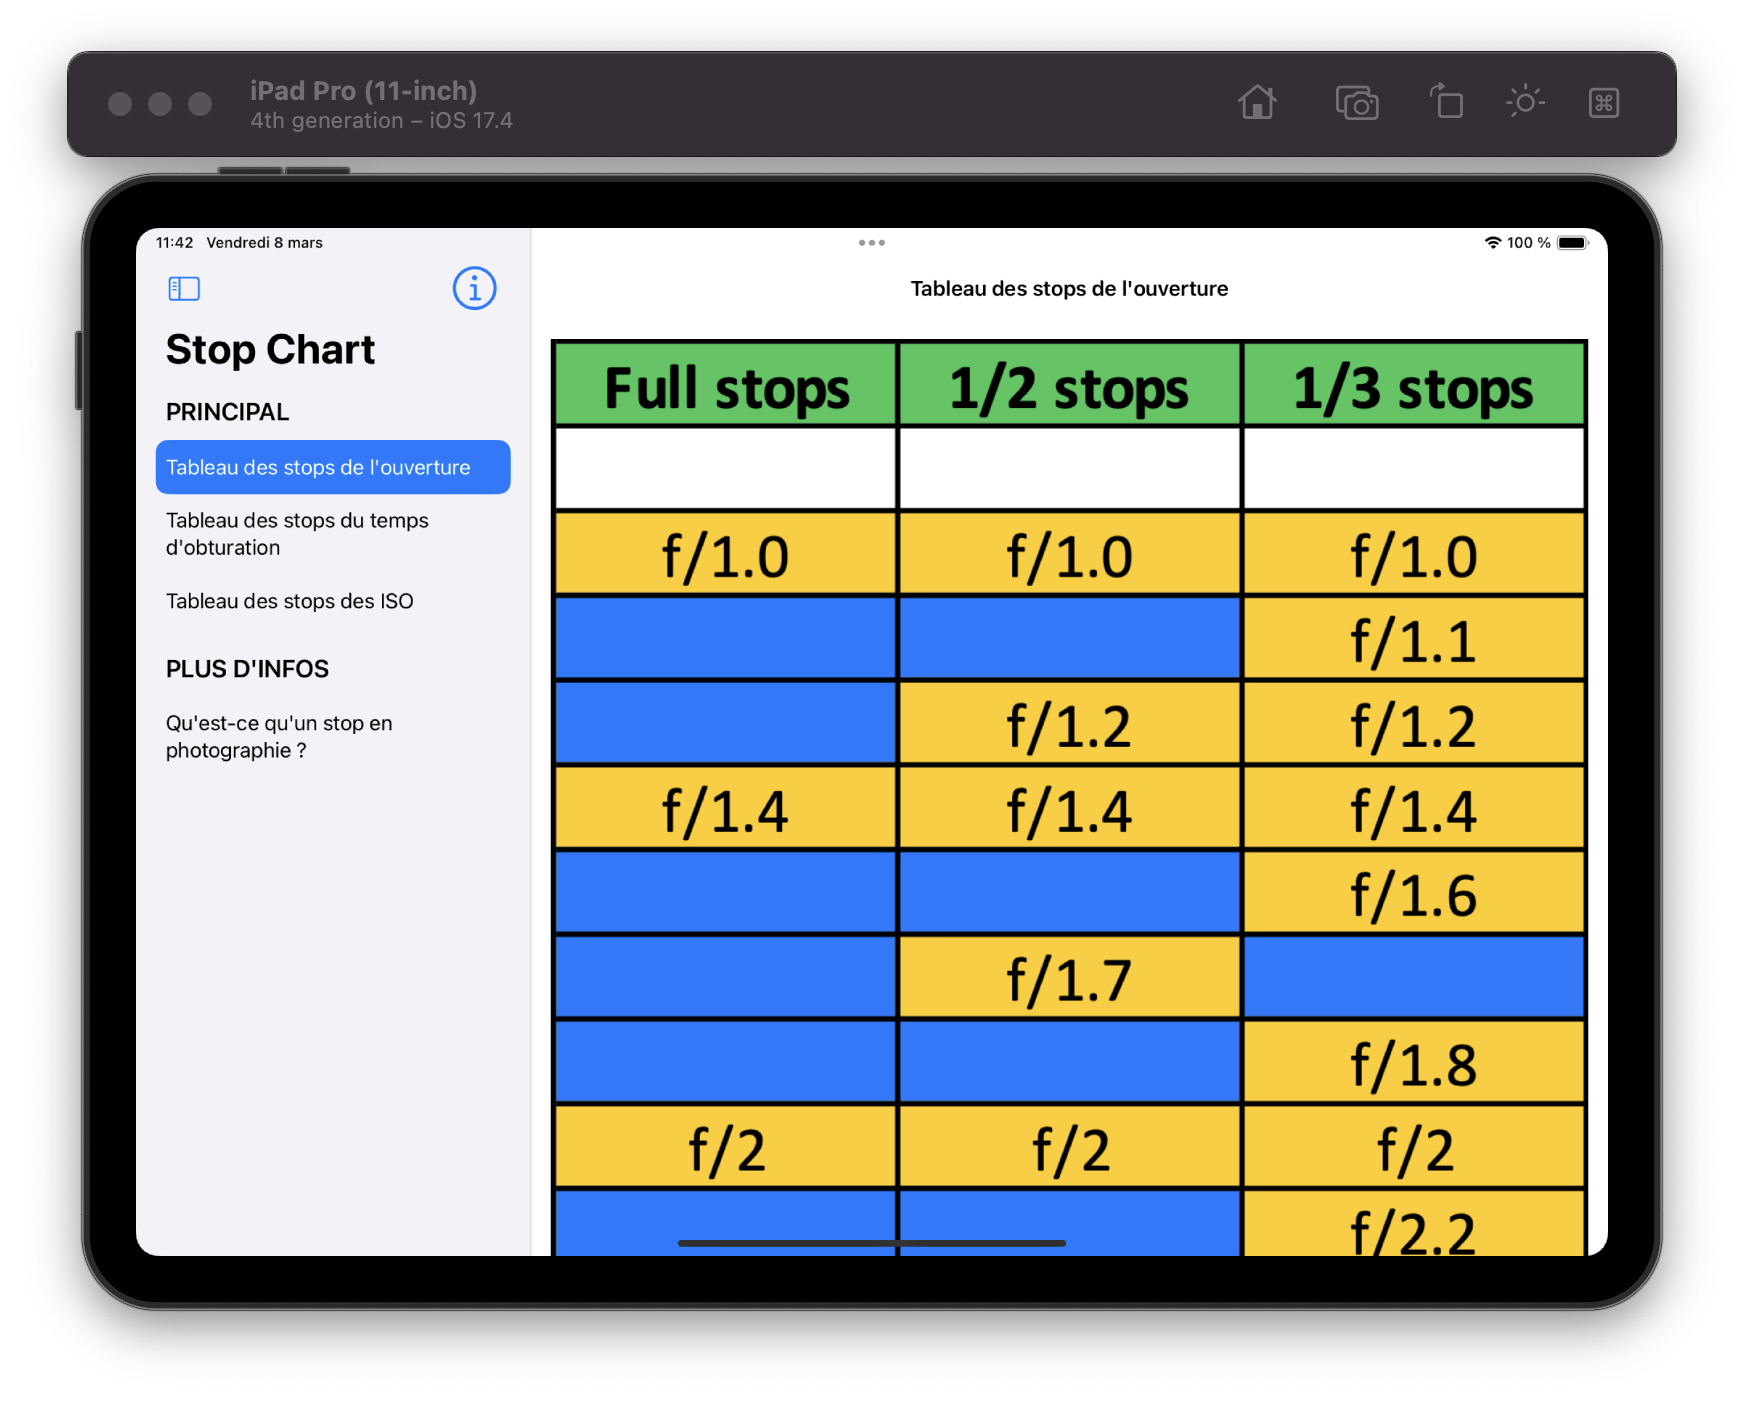 iPad Pro (11-inch)
4th generation – iOS 17.4
11:42 Vendredi 8 mars
100 %
Stop Chart
PRINCIPAL
Tableau des stops de l'ouverture
Tableau des stops du temps
d'obturation
Tableau des stops des ISO
PLUS D'INFOS
Qu'est-ce qu'un stop en
photographie ?
Tableau des stops de l'ouverture
Full stops 1/2 stops 1/3 stops
f/1.0 f/1.0 f/1.0
f/1.1
f/1.2 f/1.2
f/1.4 f/1.4 f/1.4
f/1.6
f/1.7
f/1.8
f/2 f/2 f/2
f/2.2